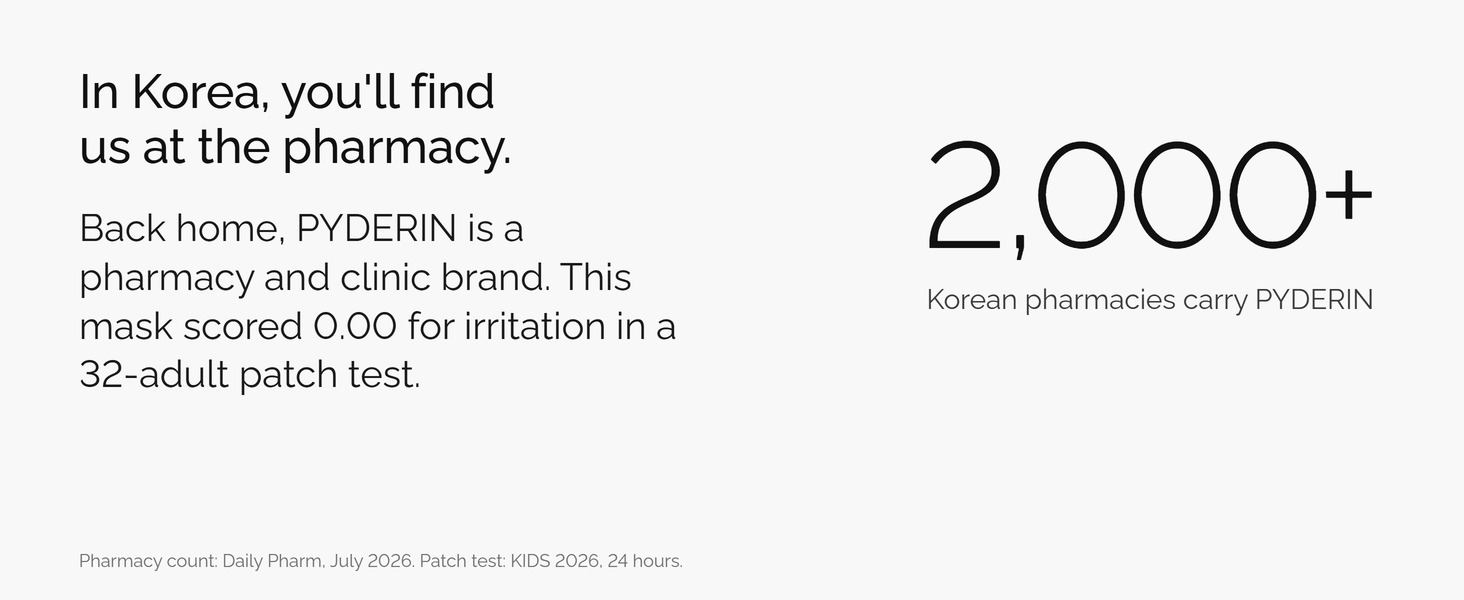 In Korea, you'll find
us at the pharmacy.
Back home, PYDERIN is a
pharmacy and clinic brand. This
mask scored 0.00 for irritation in a
32-adult patch test.
2,000+
Korean pharmacies carry PYDERIN
Pharmacy count: Daily Pharm, July 2026. Patch test: KIDS 2026, 24 hours.